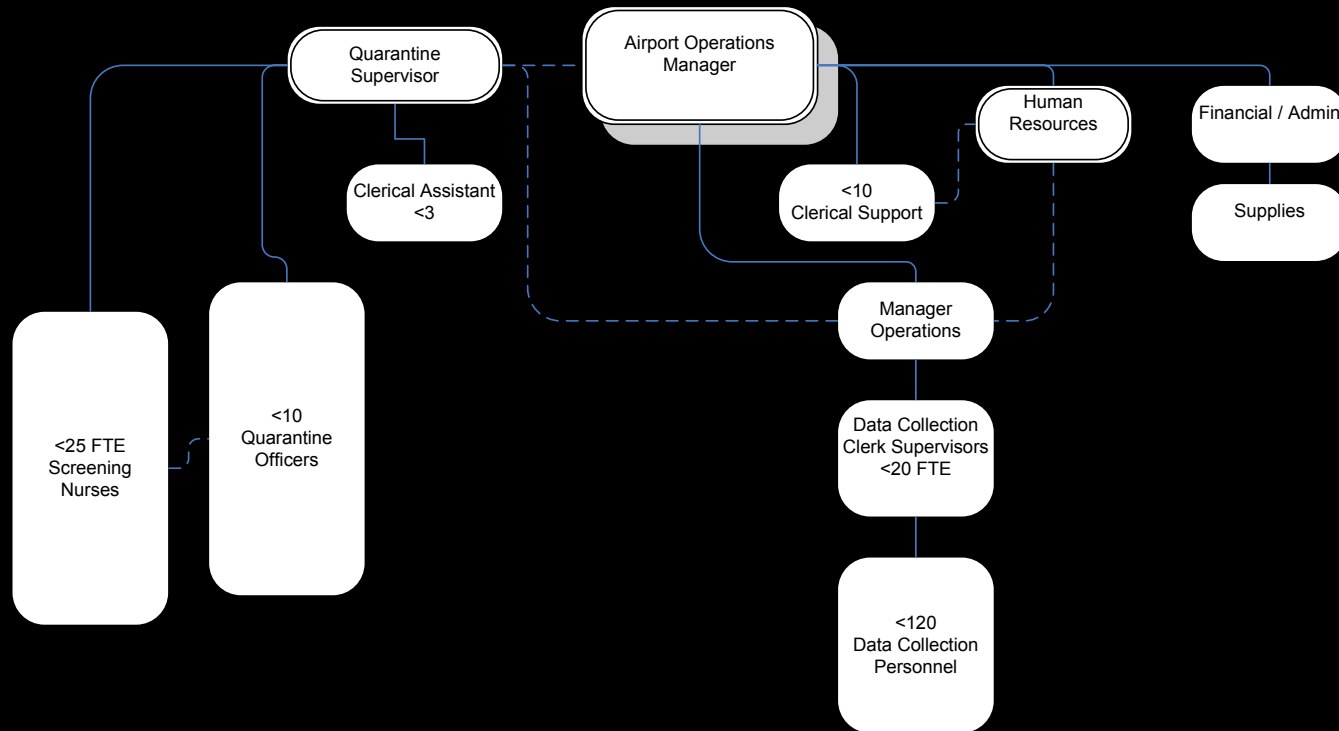 Quarantine
Supervisor
Airport Operations
Manager
Human
Resources
Financial / Admin
Clerical Assistant
<3
<10
Clerical Support
Supplies
Manager
Operations
<25 FTE
Screening
Nurses
<10
Quarantine
Officers
Data Collection
Clerk Supervisors
<20 FTE
<120
Data Collection
Personnel